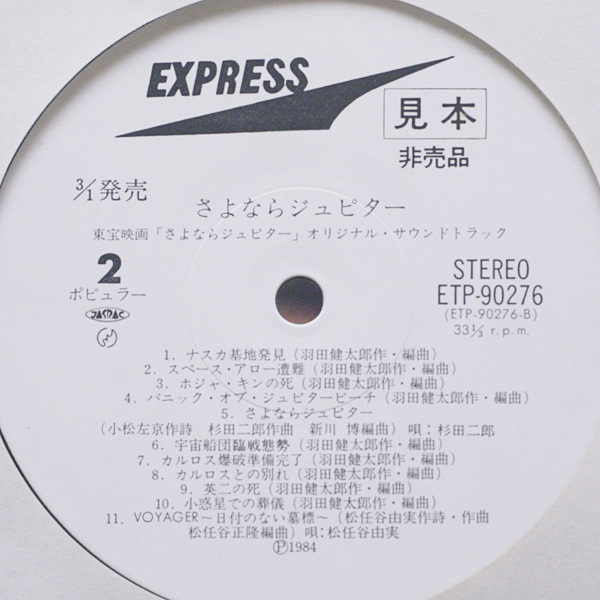 EXPRESS
見本
非売品
3/1発売
さよならジュピター
東宝映画「さよならジュピター」オリジナル・サウンドトラック
2
ポピュラー
JASRAC
STEREO
ETP-90276
(ETP-90276-B)
33⅓ r.p.m.
1. ナスカ基地発見(羽田健太郎作・編曲)
2. スペース・アロー遭難(羽田健太郎作・編曲)
3. ホジャ・キンの死(羽田健太郎作・編曲)
4. パニック・オブ・ジュピタービーチ(羽田健太郎作・編曲)
5. さよならジュピター
(小松左京作詩 杉田二郎作曲 新川 博編曲) 唄:杉田二郎
6. 宇宙船団臨戦態勢(羽田健太郎作・編曲)
7. カルロス爆破準備完了(羽田健太郎作・編曲)
8. カルロスとの別れ(羽田健太郎作・編曲)
9. 英二の死(羽田健太郎作・編曲)
10. 小惑星での葬儀(羽田健太郎作・編曲)
11. VOYAGER〜日付のない墓標〜(松任谷由実作詩・作曲
松任谷正隆編曲) 唄:松任谷由実
Ⓟ1984